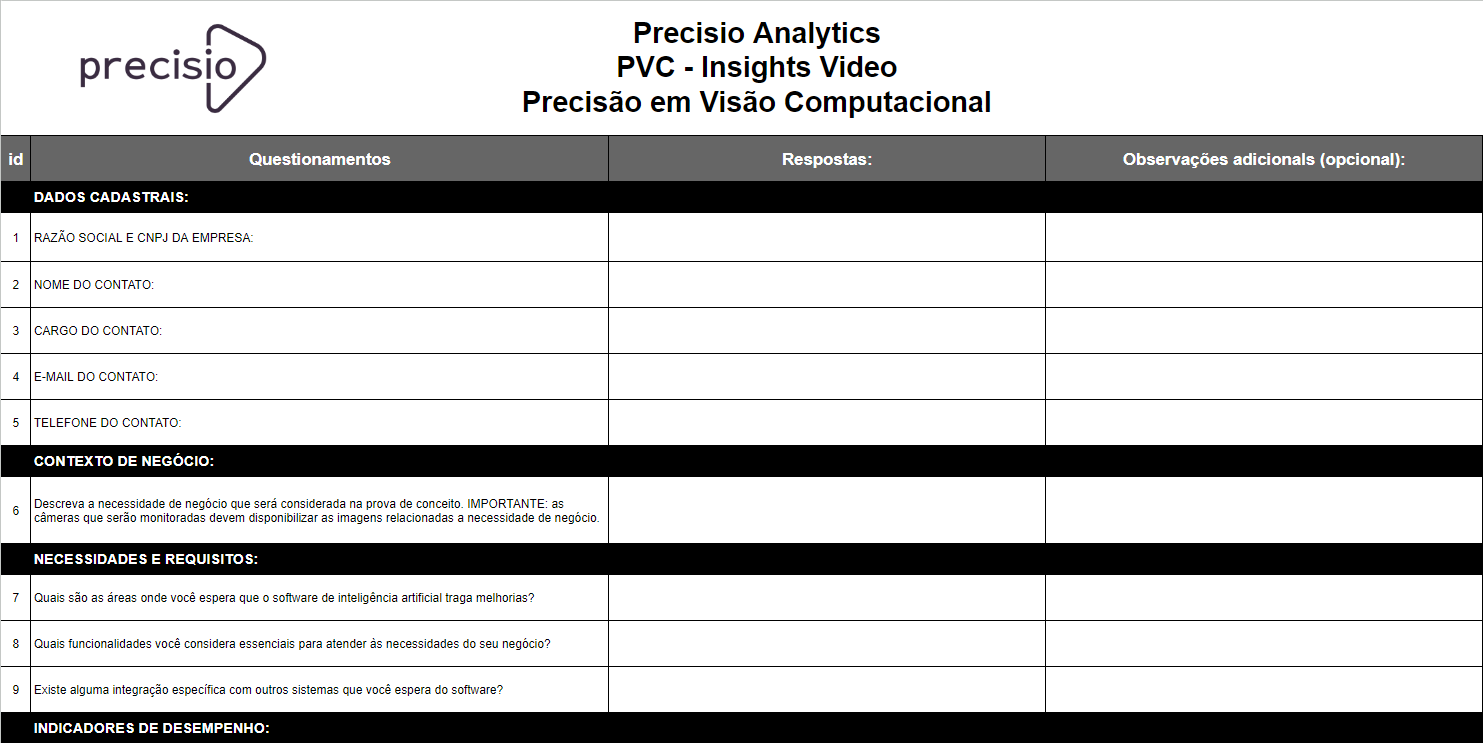 precisio
Precisio Analytics
PVC - Insights Video
Precisão em Visão Computacional
id Questionamentos Respostas: Observações adicionals (opcional):
DADOS CADASTRAIS:
1 RAZÃO SOCIAL E CNPJ DA EMPRESA:
2 NOME DO CONTATO:
3 CARGO DO CONTATO:
4 E-MAIL DO CONTATO:
5 TELEFONE DO CONTATO:
CONTEXTO DE NEGÓCIO:
6 Descreva a necessidade de negócio que será considerada na prova de conceito. IMPORTANTE: as
câmeras que serão monitoradas devem disponibilizar as imagens relacionadas a necessidade de negócio.
NECESSIDADES E REQUISITOS:
7 Quais são as áreas onde você espera que o software de inteligência artificial traga melhorias?
8 Quais funcionalidades você considera essenciais para atender às necessidades do seu negócio?
9 Existe alguma integração específica com outros sistemas que você espera do software?
INDICADORES DE DESEMPENHO: